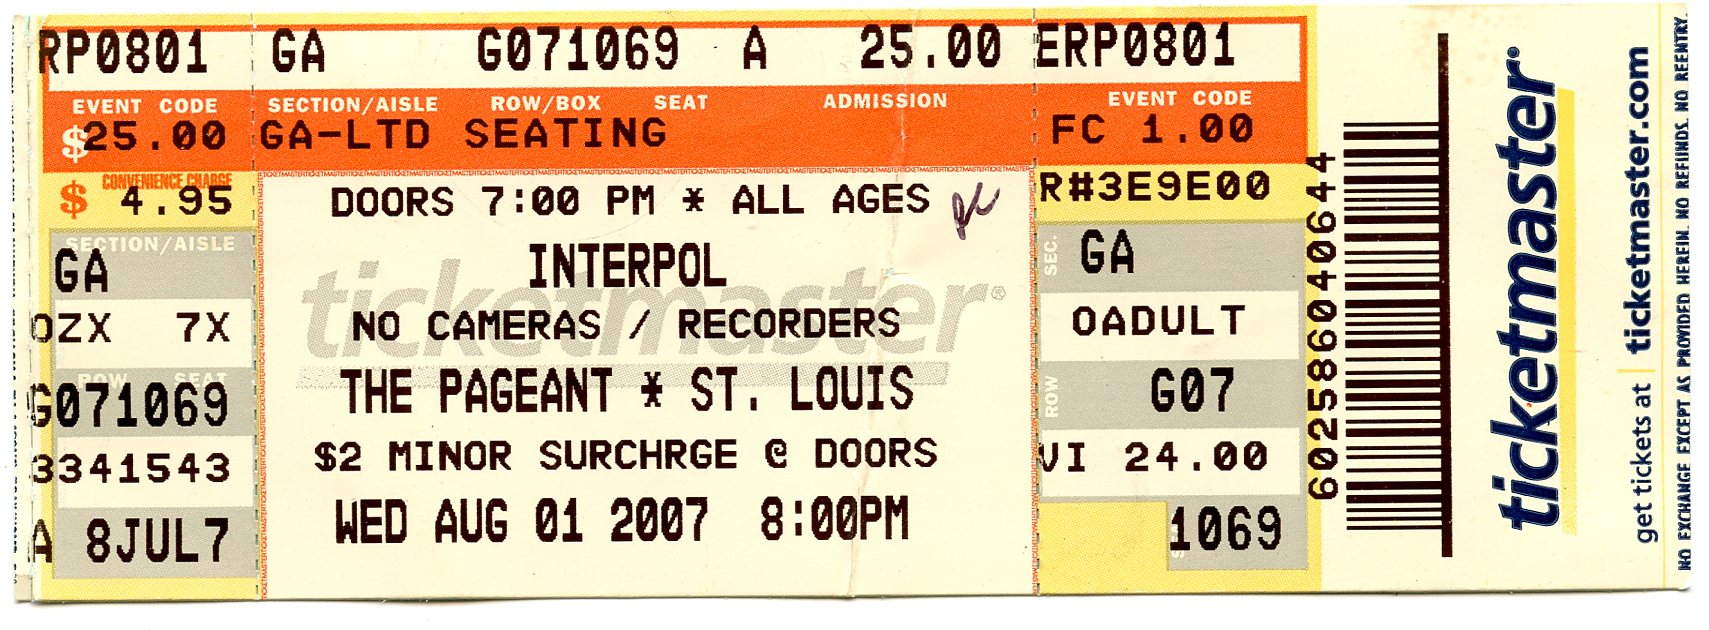 RP0801 GA G071069 A 25.00 ERP0801
EVENT CODE SECTION/AISLE ROW/BOX SEAT ADMISSION EVENT CODE
$25.00 GA-LTD SEATING FC 1.00
CONVENIENCE CHARGE
$ 4.95
SECTION/AISLE
GA
OZX 7X
ROW SEAT
G071069
3341543
A 8JUL7
DOORS 7:00 PM * ALL AGES
INTERPOL
ticketmaster®
NO CAMERAS / RECORDERS
THE PAGEANT * ST. LOUIS
$2 MINOR SURCHRGE @ DOORS
WED AUG 01 2007 8:00PM
R#3E9E00
SEC.
GA
OADULT
ROW
G07
VI 24.00
1069
602586040644
ticketmaster®
get tickets at | ticketmaster.com
NO EXCHANGE EXCEPT AS PROVIDED HEREIN. NO REFUNDS. NO REENTRY.